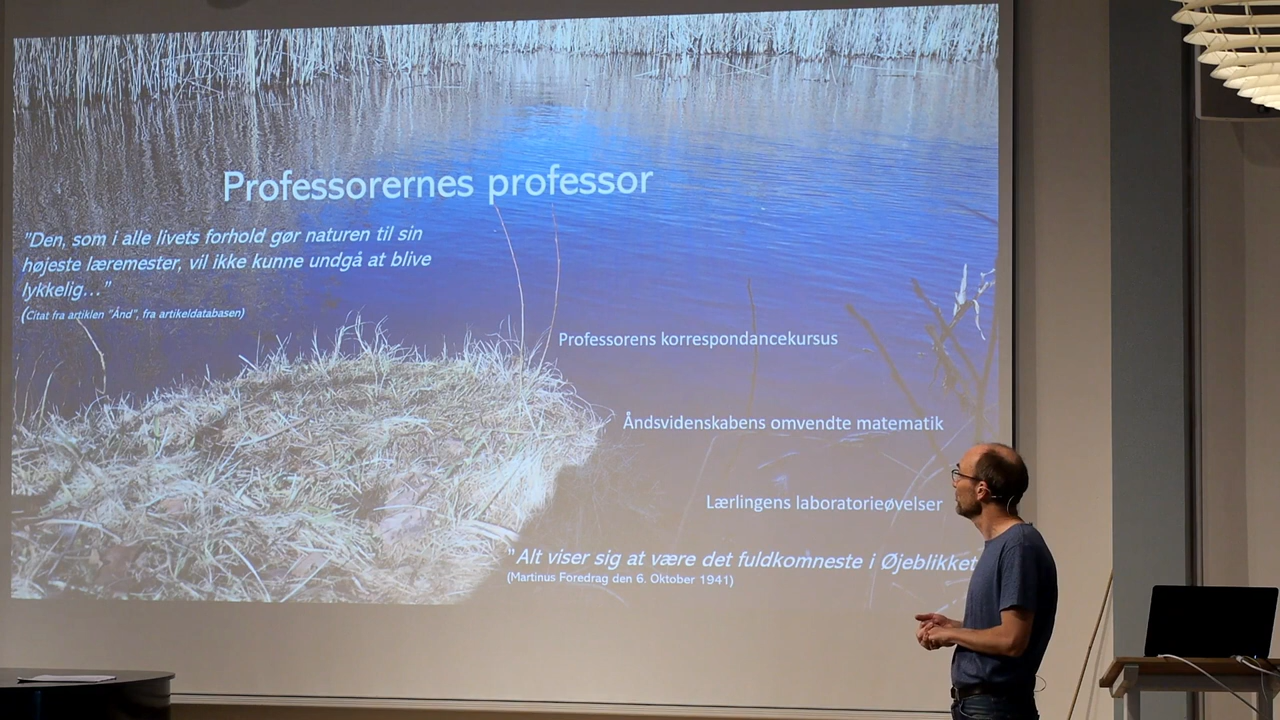 Professorernes professor
"Den, som i alle livets forhold gør naturen til sin
højeste læremester, vil ikke kunne undgå at blive
lykkelig..."
(Citat fra artiklen "Ånd", fra artikeldatabasen)
Professorens korrespondancekursus
Åndsvidenskabens omvendte matematik
Lærlingens laboratorieøvelser
"Alt viser sig at være det fuldkomneste i Øjeblikket
(Martinus Foredrag den 6. Oktober 1941)